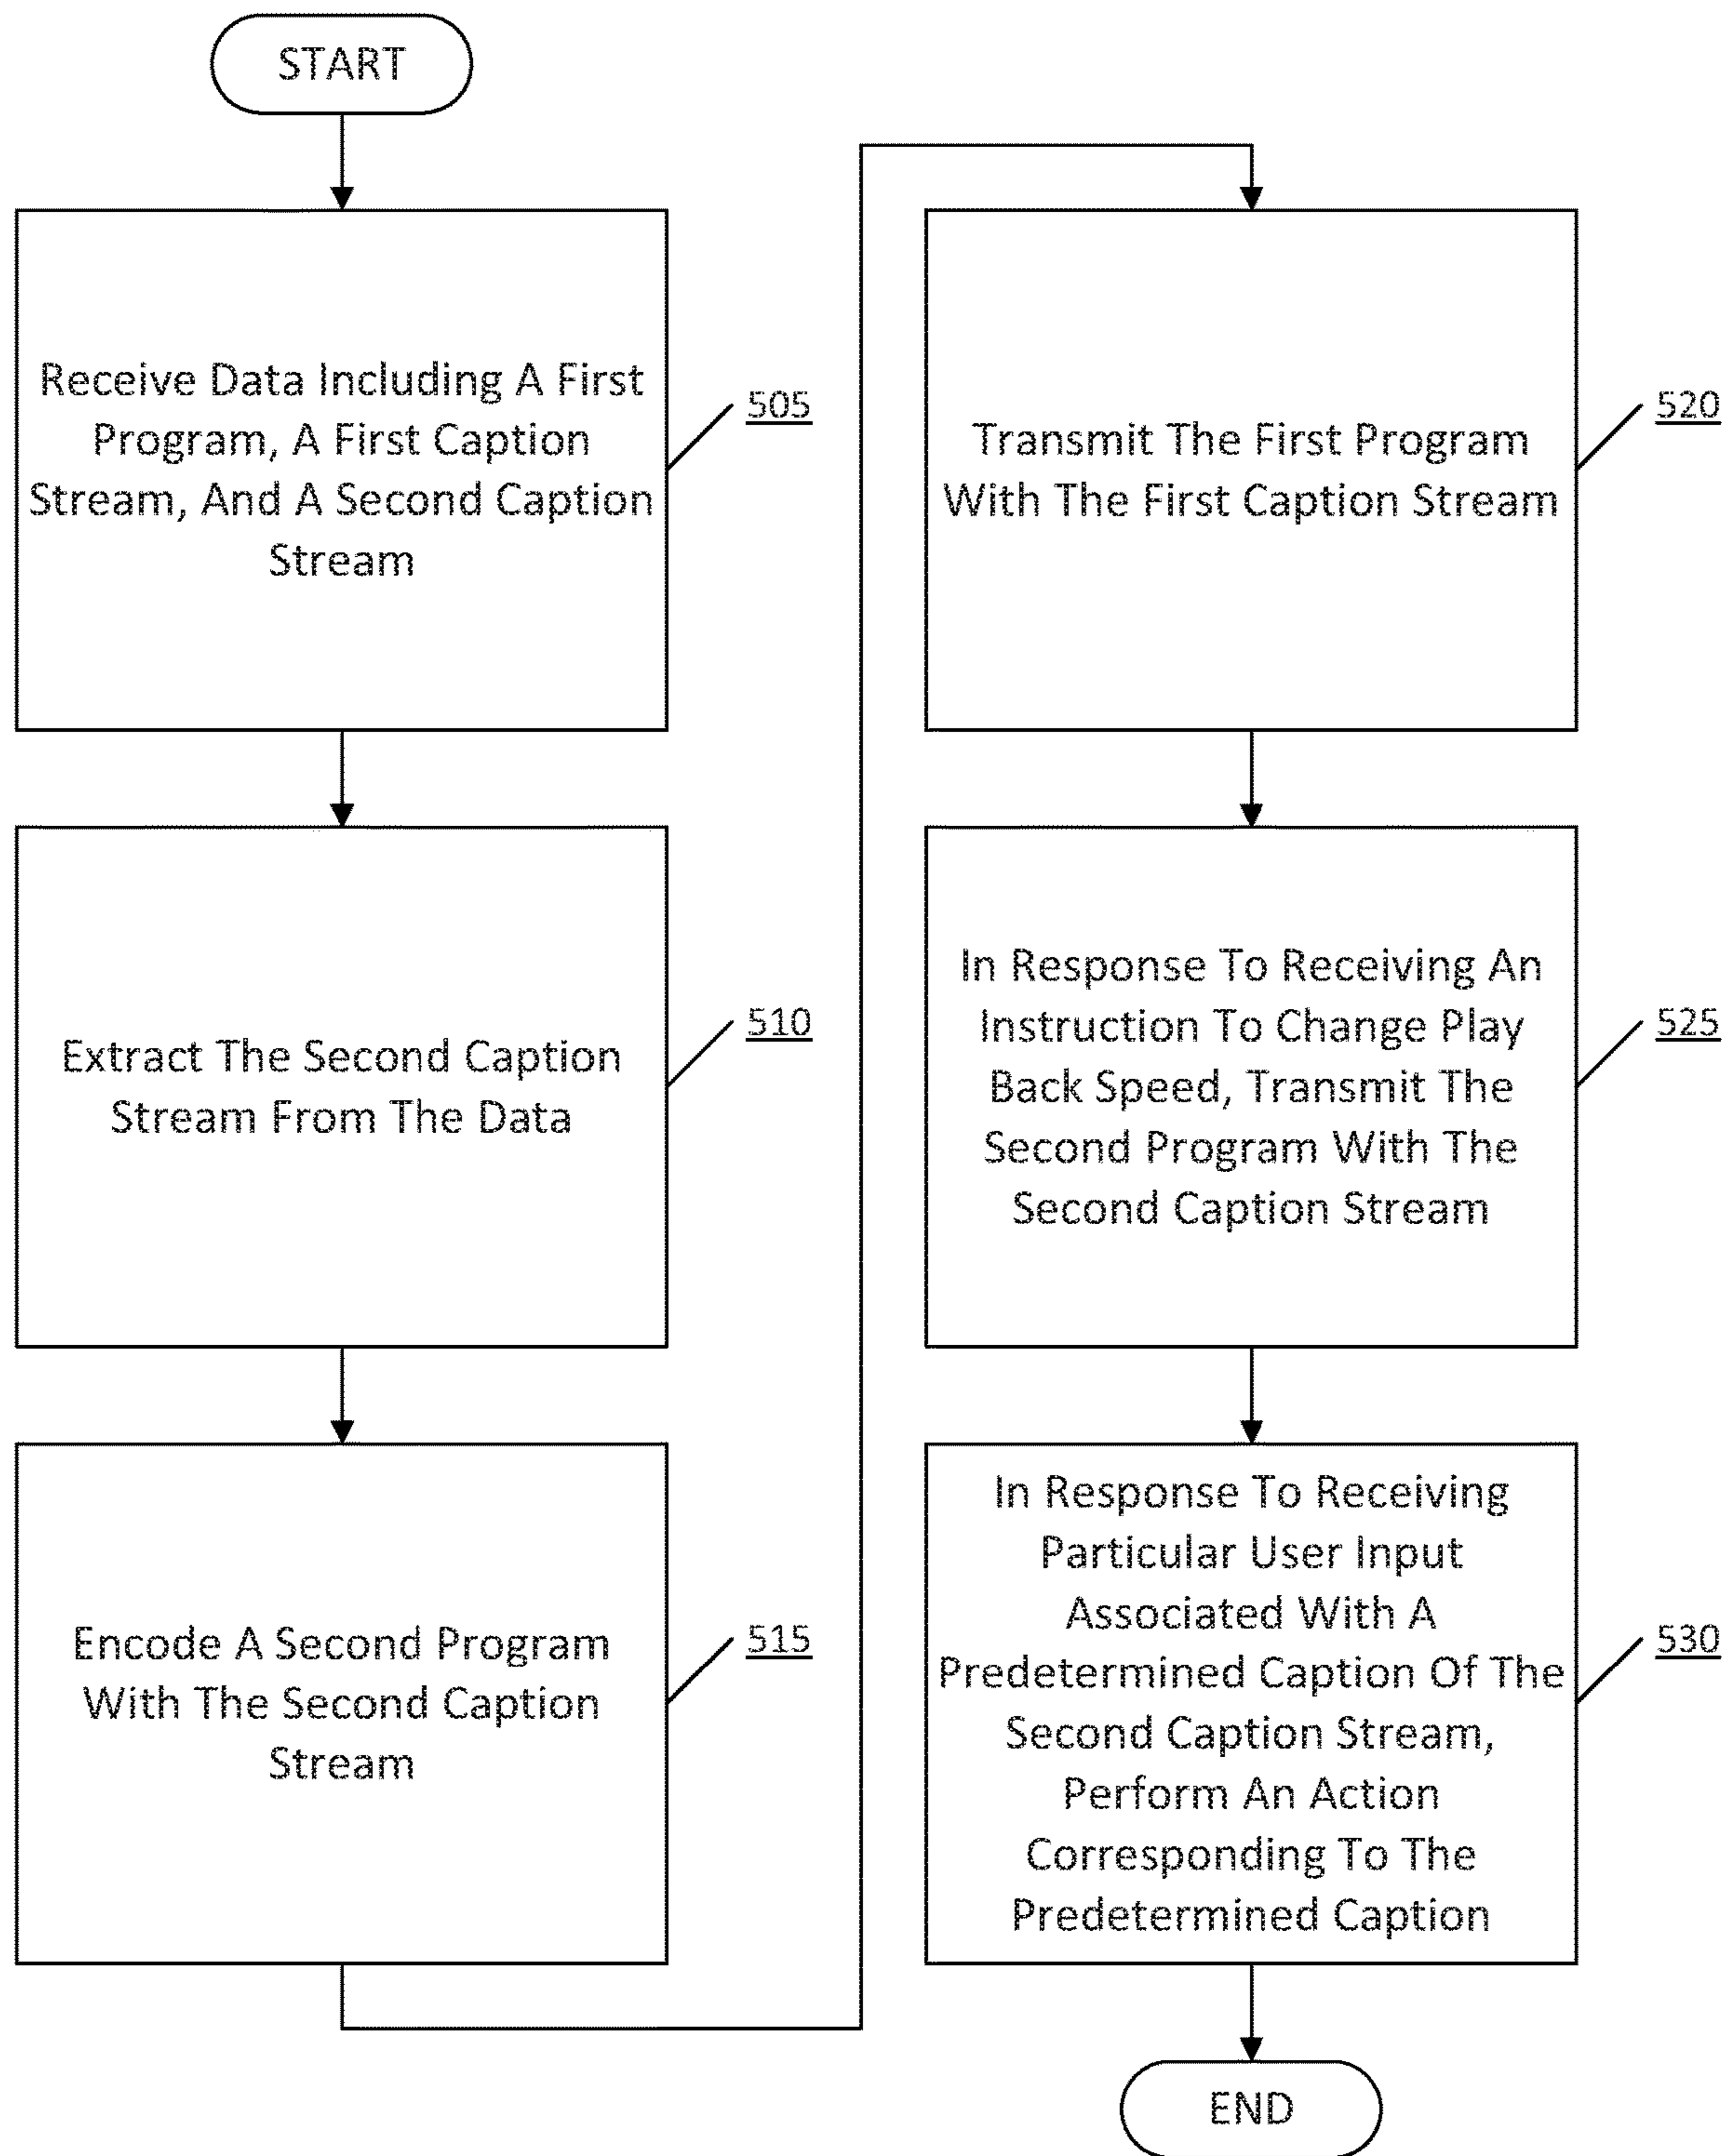 START
Receive Data Including A First
Program, A First Caption
Stream, And A Second Caption
Stream
505
Extract The Second Caption
Stream From The Data
510
Encode A Second Program
With The Second Caption
Stream
515
Transmit The First Program
With The First Caption Stream
520
In Response To Receiving An
Instruction To Change Play
Back Speed, Transmit The
Second Program With The
Second Caption Stream
525
In Response To Receiving
Particular User Input
Associated With A
Predetermined Caption Of The
Second Caption Stream,
Perform An Action
Corresponding To The
Predetermined Caption
530
END